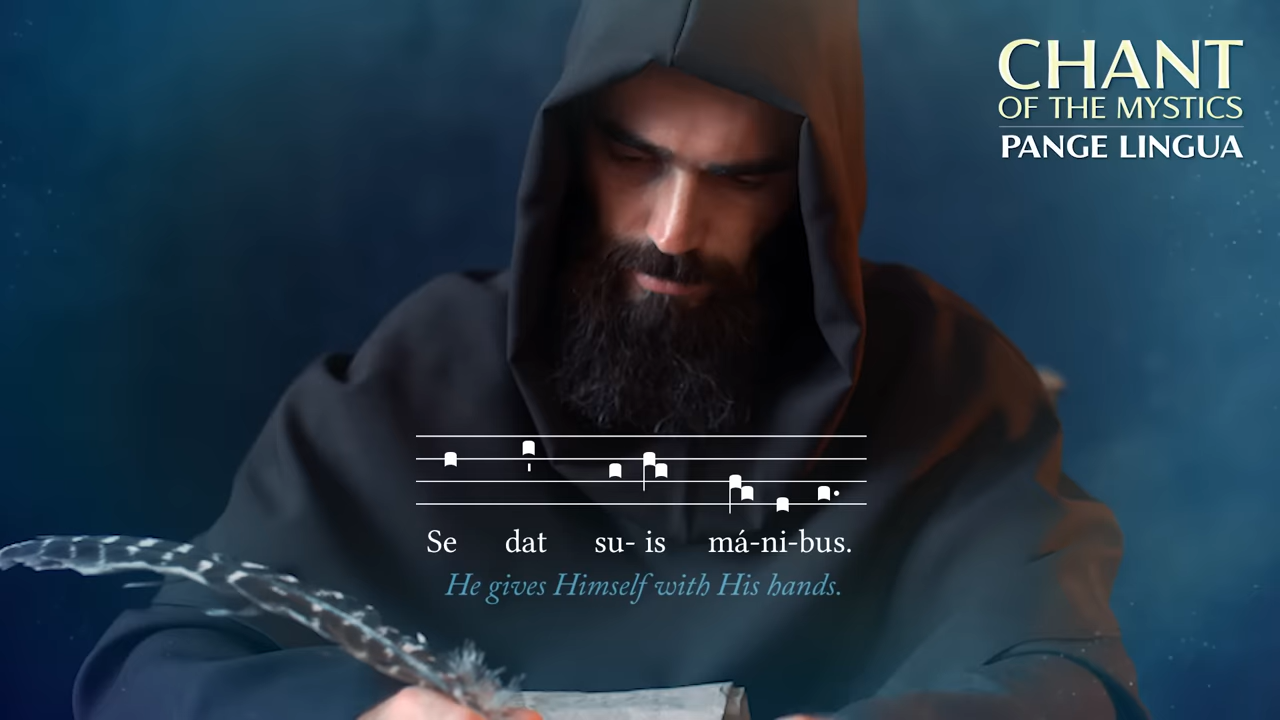 CHANT
OF THE MYSTICS
PANGE LINGUA
Se dat su- is má-ni-bus.
He gives Himself with His hands.